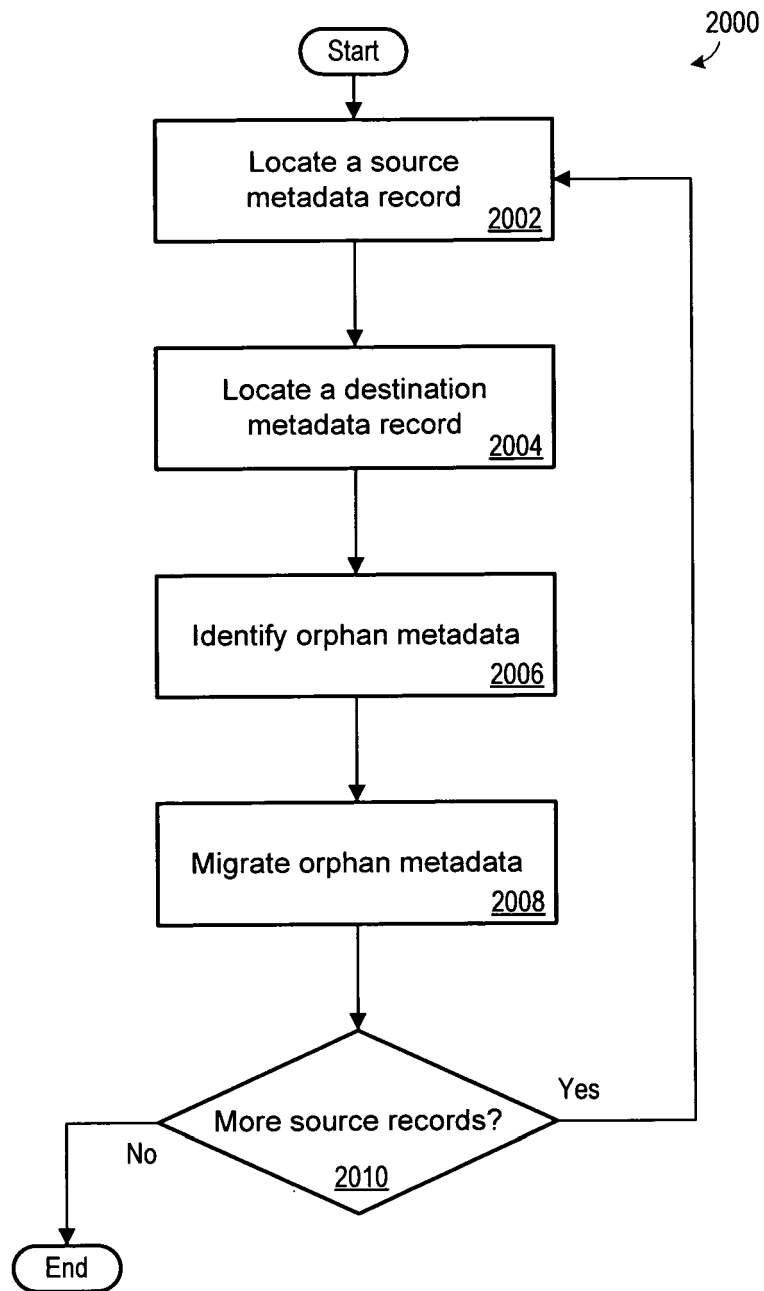 2000
Start
Locate a source
metadata record
2002
Locate a destination
metadata record
2004
Identify orphan metadata
2006
Migrate orphan metadata
2008
More source records?
2010
Yes
No
End